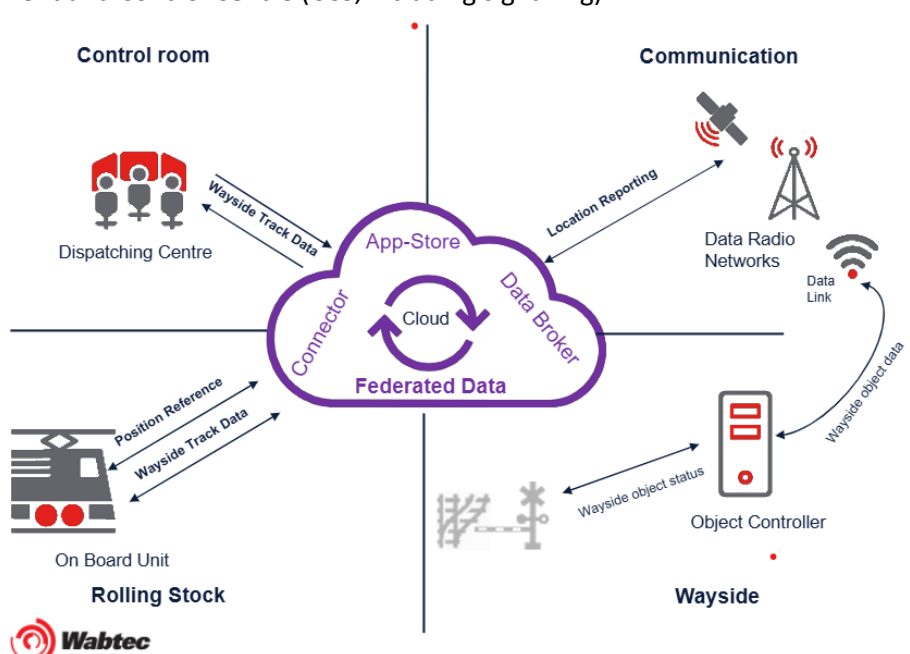 Control room
Communication
Dispatching Centre
Wayside Track Data
Location Reporting
Data Radio
Networks
Data
Link
App-Store
Connector
Cloud
Data Broker
Federated Data
Position Reference
Wayside Track Data
On Board Unit
Rolling Stock
Wayside object data
Wayside object status
Object Controller
Wayside
Wabtec